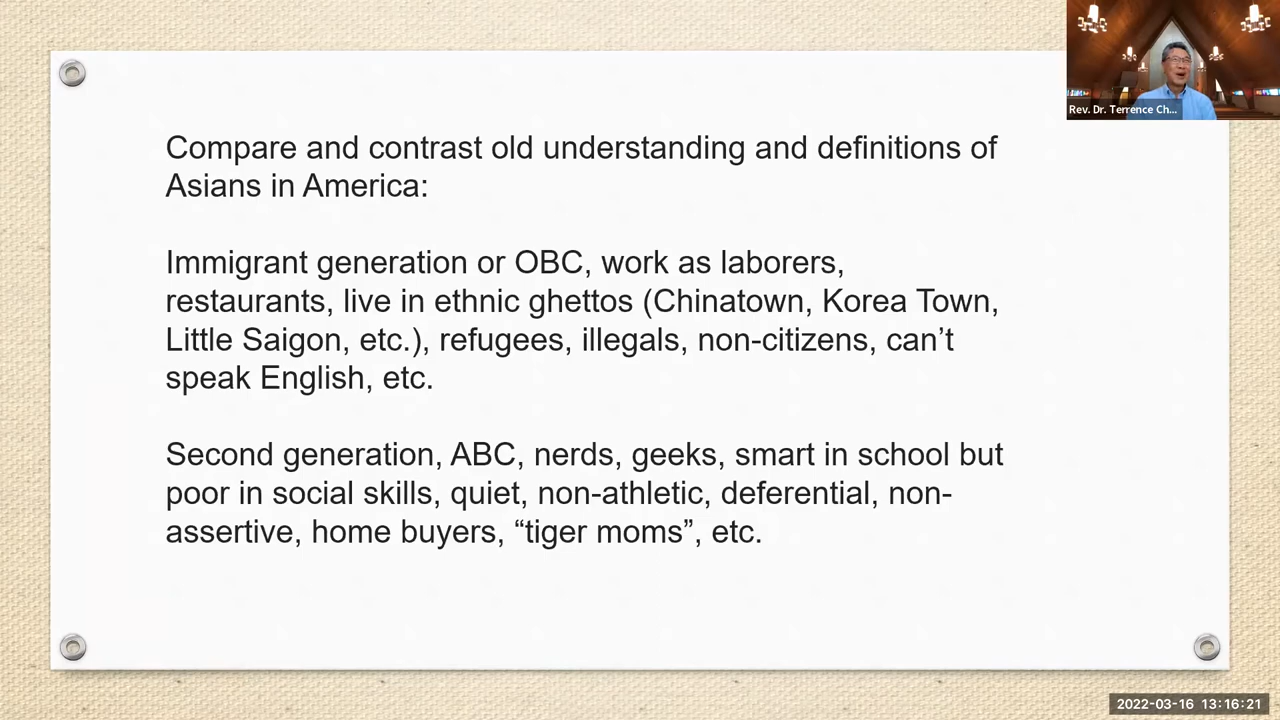 Rev. Dr. Terrence Ch...
Compare and contrast old understanding and definitions of
Asians in America:
Immigrant generation or OBC, work as laborers,
restaurants, live in ethnic ghettos (Chinatown, Korea Town,
Little Saigon, etc.), refugees, illegals, non-citizens, can’t
speak English, etc.
Second generation, ABC, nerds, geeks, smart in school but
poor in social skills, quiet, non-athletic, deferential, non-
assertive, home buyers, “tiger moms”, etc.
2022-03-16 13:16:21